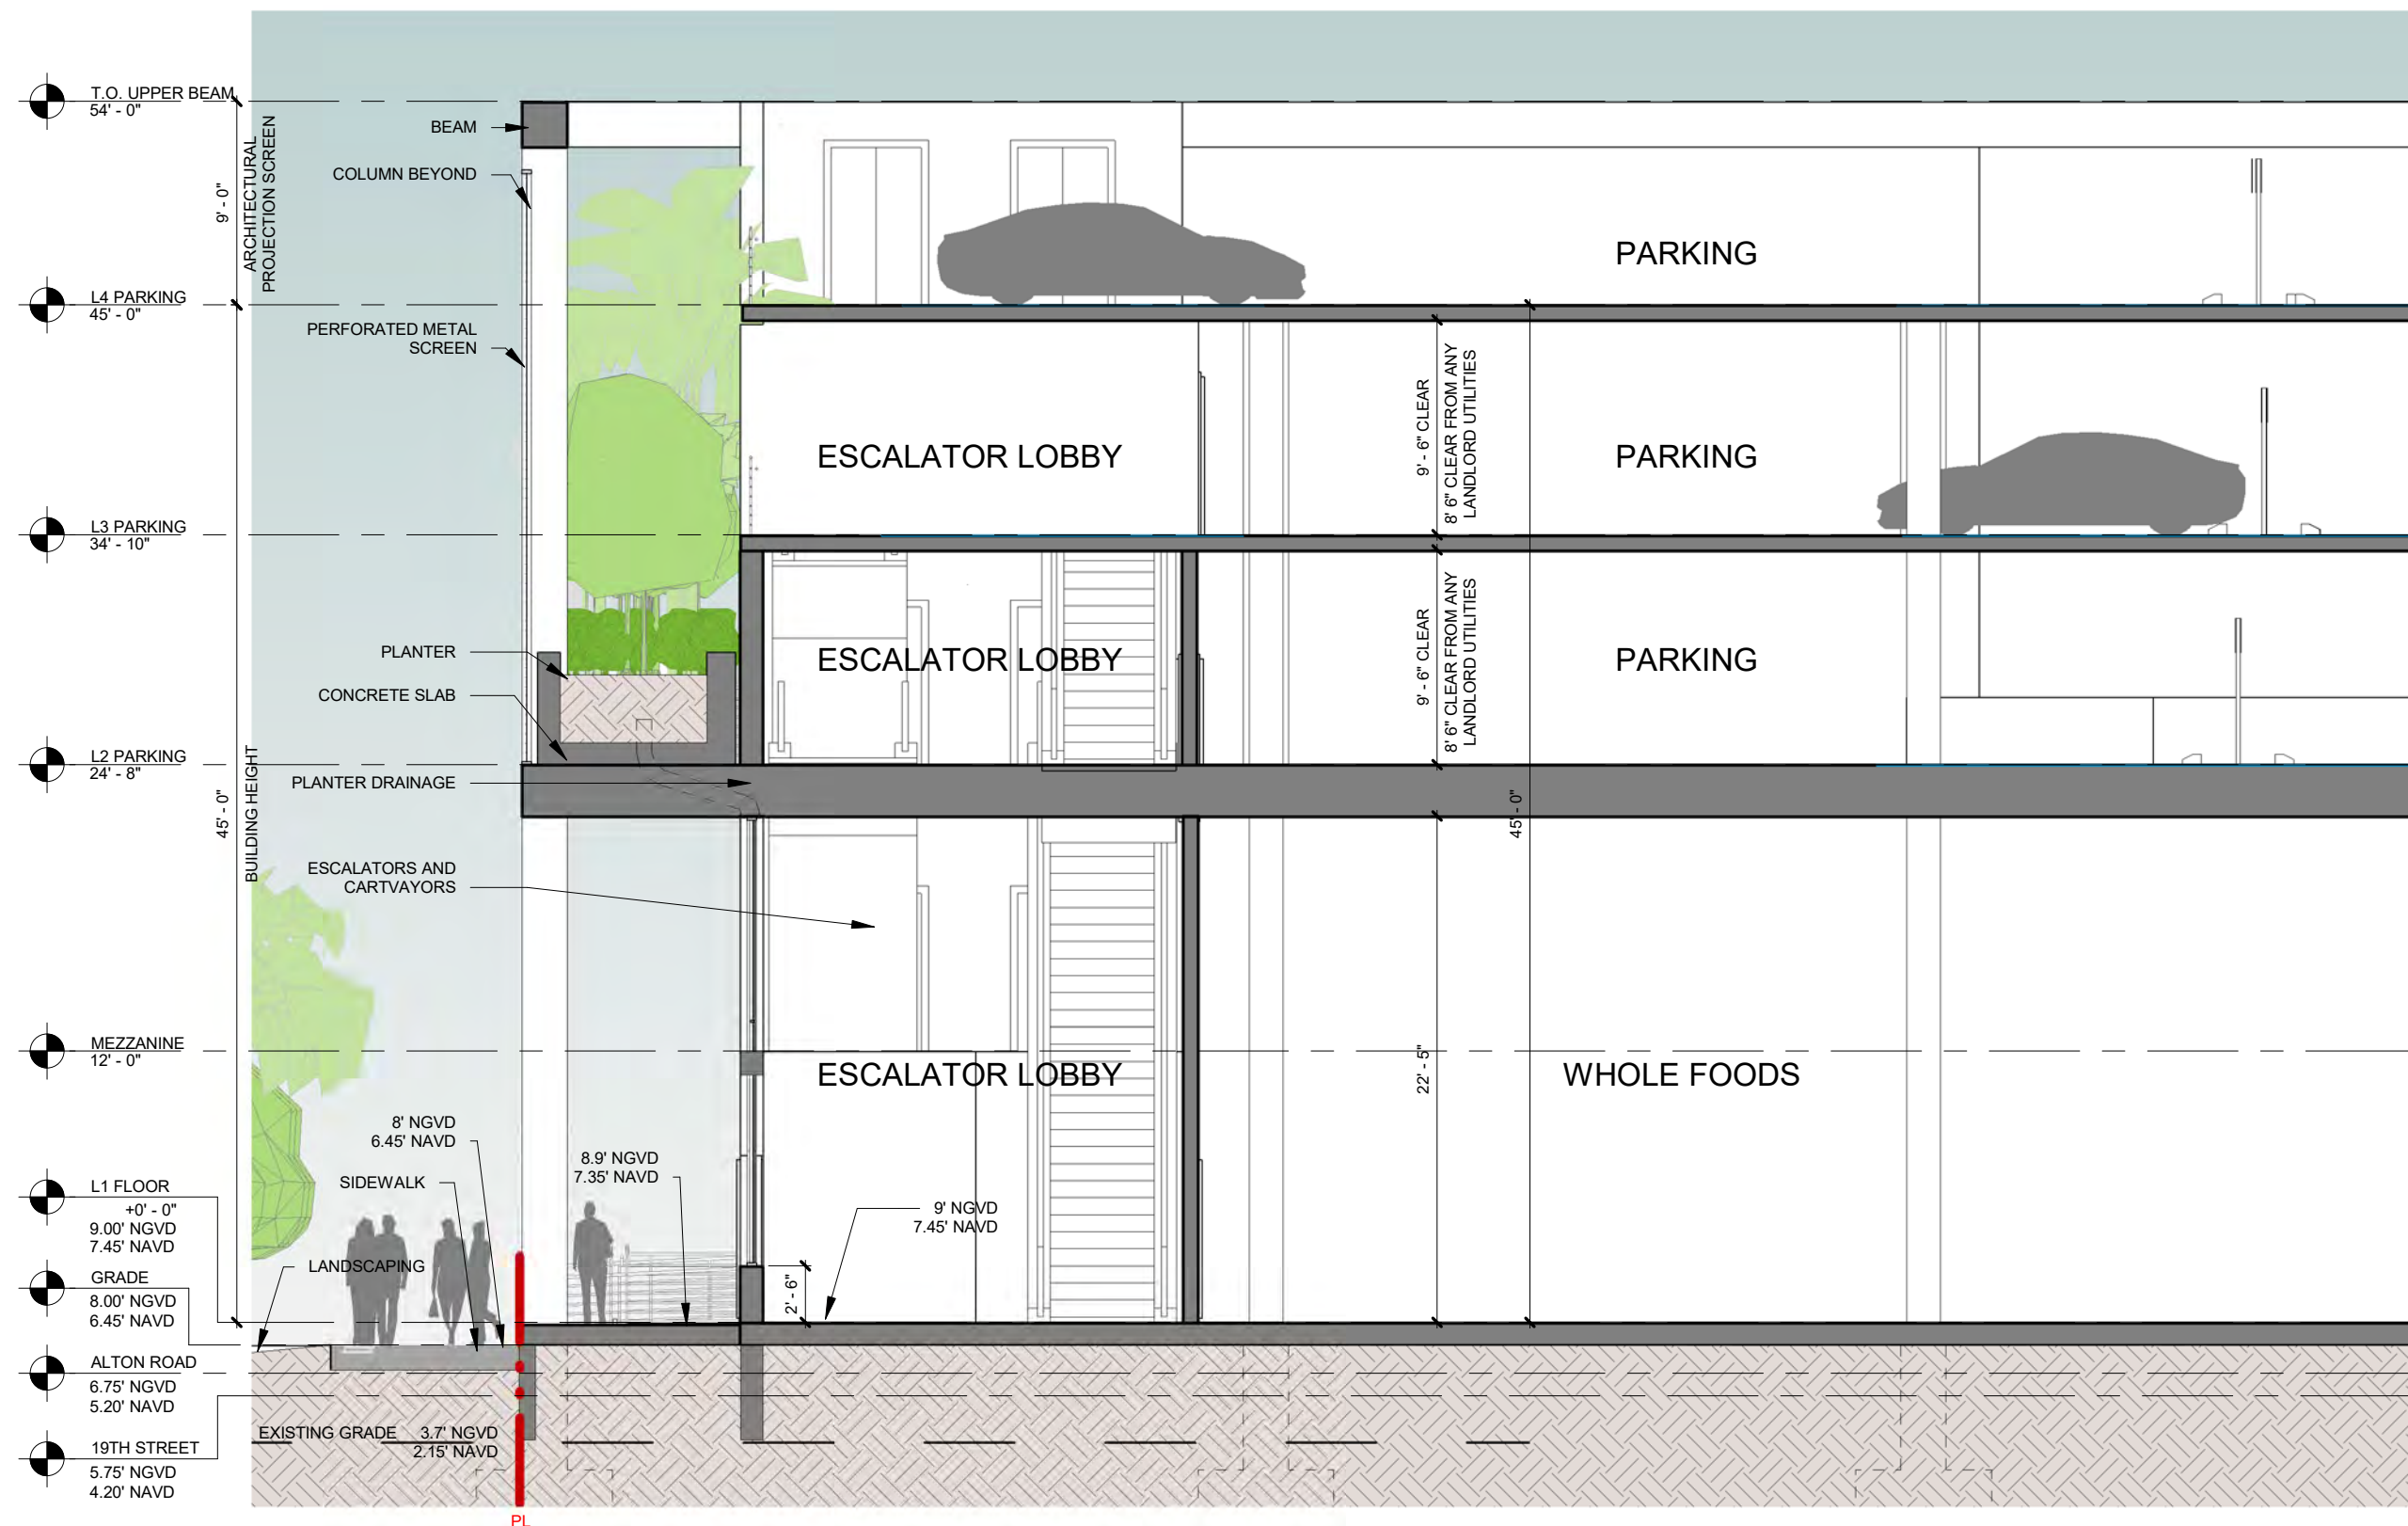 T.O. UPPER BEAM
54' - 0"
BEAM
ARCHITECTURAL
PROJECTION SCREEN
9' - 0"
COLUMN BEYOND
PARKING
L4 PARKING
45' - 0"
PERFORATED METAL
SCREEN
ESCALATOR LOBBY
9' - 6" CLEAR
8' 6" CLEAR FROM ANY
LANDLORD UTILITIES
PARKING
L3 PARKING
34' - 10"
PLANTER
CONCRETE SLAB
ESCALATOR LOBBY
9' - 6" CLEAR
8' 6" CLEAR FROM ANY
LANDLORD UTILITIES
PARKING
L2 PARKING
24' - 8"
PLANTER DRAINAGE
45' - 0"
BUILDING HEIGHT
45' - 0"
ESCALATORS AND
CARTVAYORS
MEZZANINE
12' - 0"
ESCALATOR LOBBY
22' - 5"
WHOLE FOODS
8' NGVD
6.45' NAVD
SIDEWALK
8.9' NGVD
7.35' NAVD
9' NGVD
7.45' NAVD
L1 FLOOR
+0' - 0"
9.00' NGVD
7.45' NAVD
LANDSCAPING
2' - 6"
GRADE
8.00' NGVD
6.45' NAVD
ALTON ROAD
6.75' NGVD
5.20' NAVD
EXISTING GRADE 3.7' NGVD
2.15' NAVD
19TH STREET
5.75' NGVD
4.20' NAVD
PL